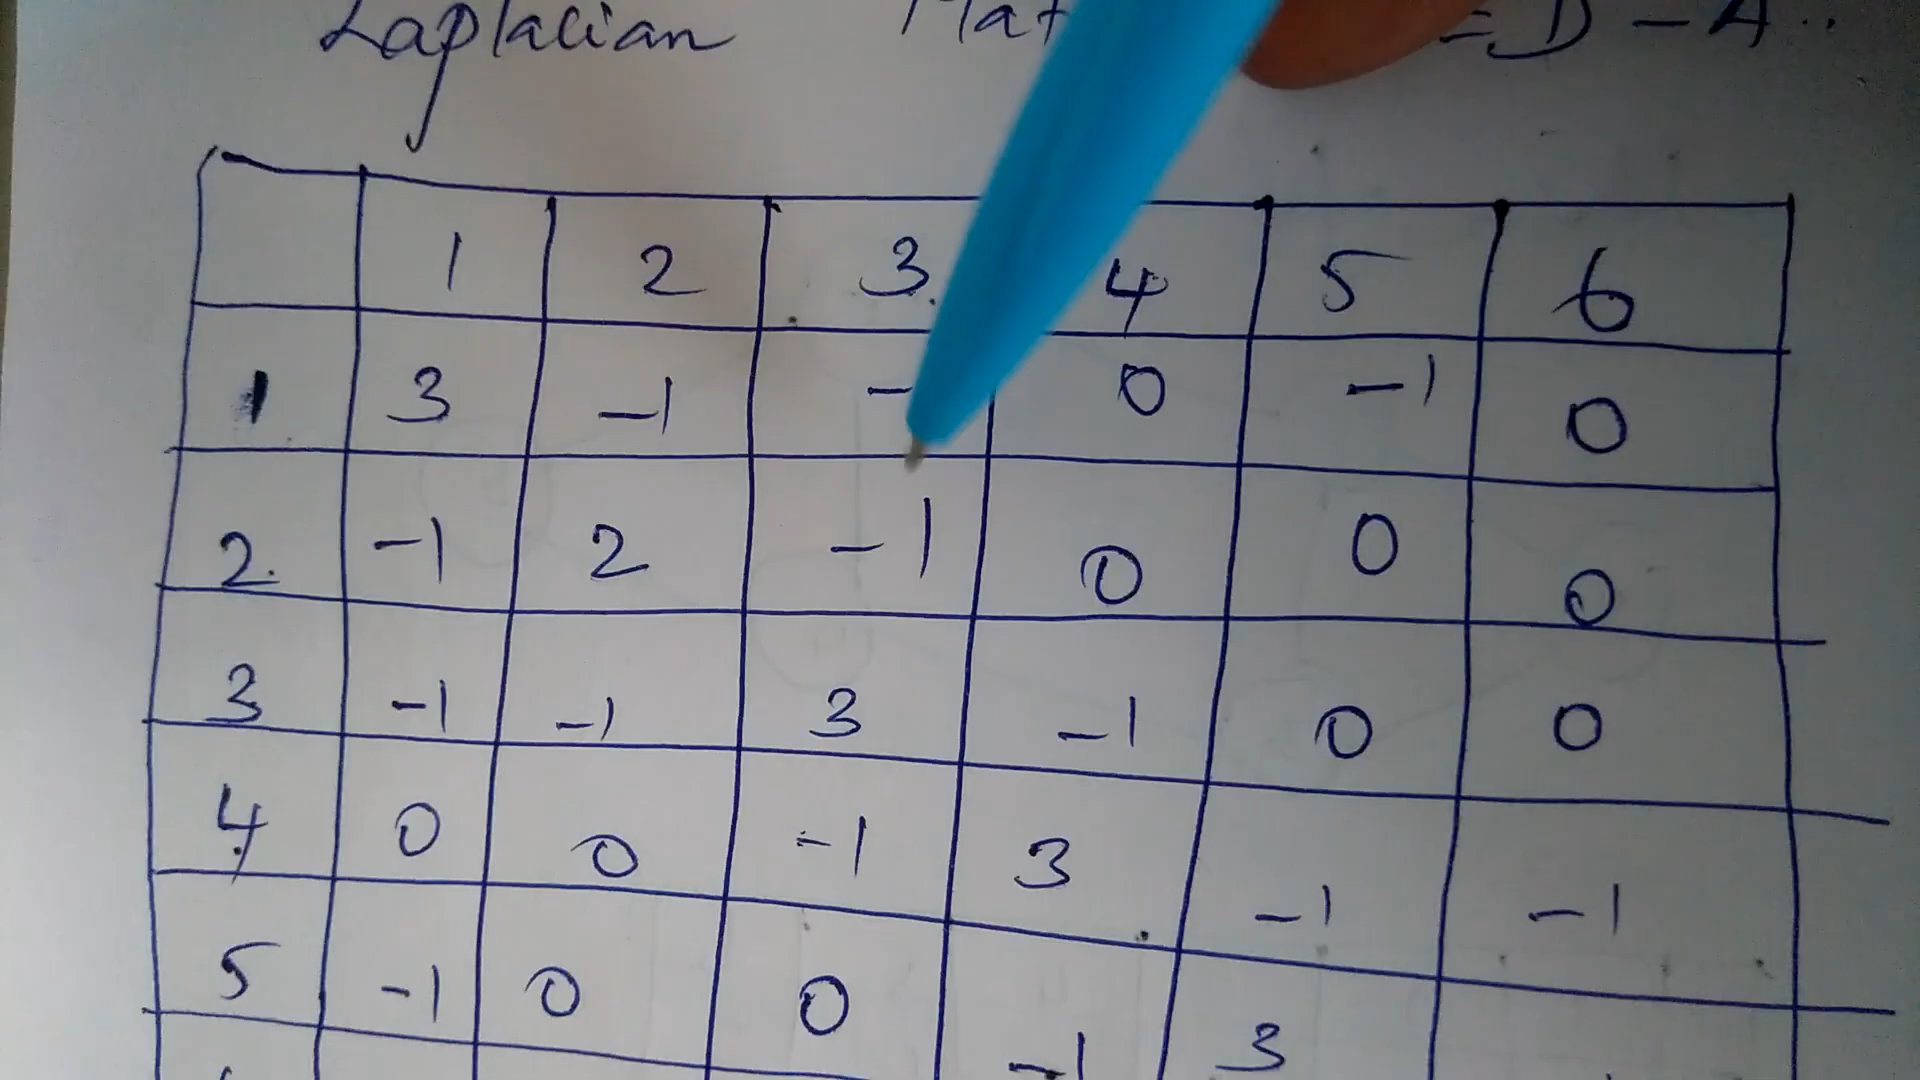 Laplacian = D - A
1 2 3 4 5 6
1 3 -1 - 0 -1 0
2 -1 2 -1 0 0 0
3 -1 -1 3 -1 0 0
4 0 0 -1 3 -1 -1
5 -1 0 0 -1 3